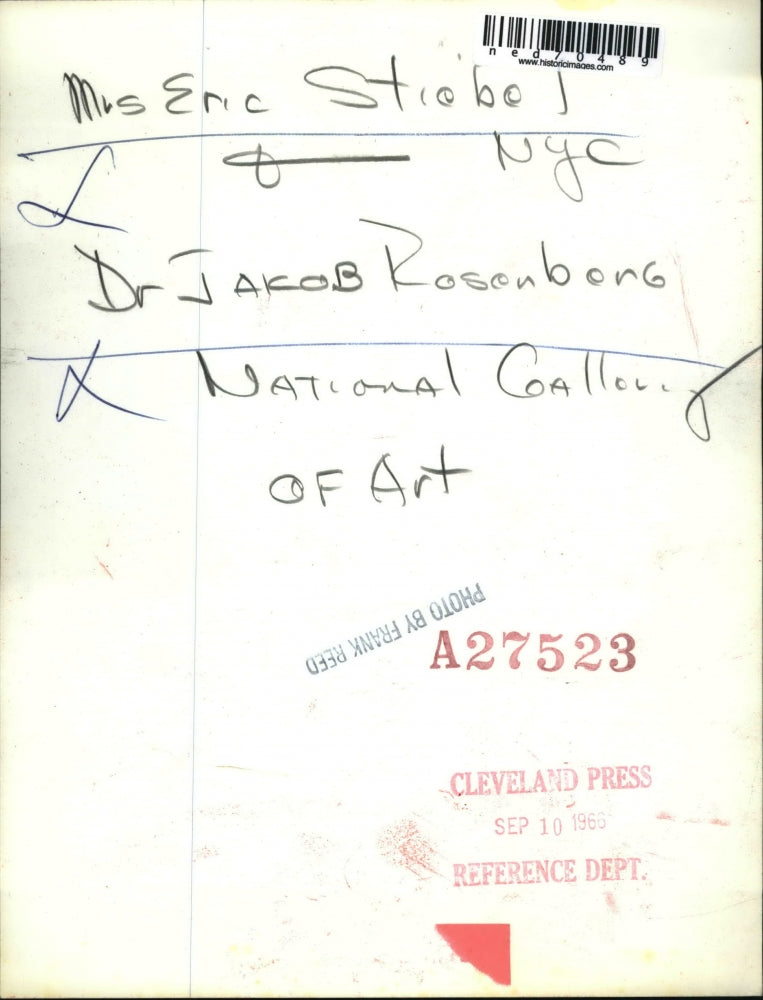 ned70489
www.historicimages.com
Mrs Eric Stiebel
NYC
Dr JAKOB Rosenberg
NATIONAL GAllery
OF Art
PHOTO BY FRANK REED
A27523
CLEVELAND PRESS
SEP 10 1966
REFERENCE DEPT.